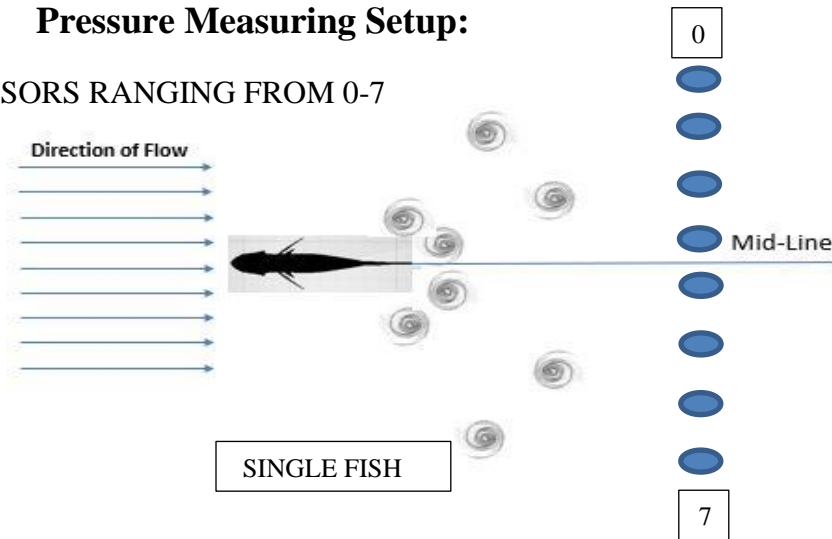 Pressure Measuring Setup:
0
SORS RANGING FROM 0-7
Direction of Flow
Mid-Line
SINGLE FISH
7